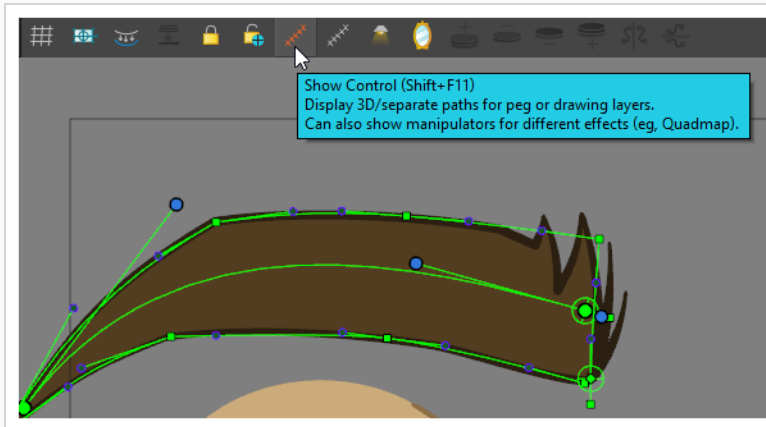 Show Control (Shift+F11)
Display 3D/separate paths for peg or drawing layers.
Can also show manipulators for different effects (eg, Quadmap).